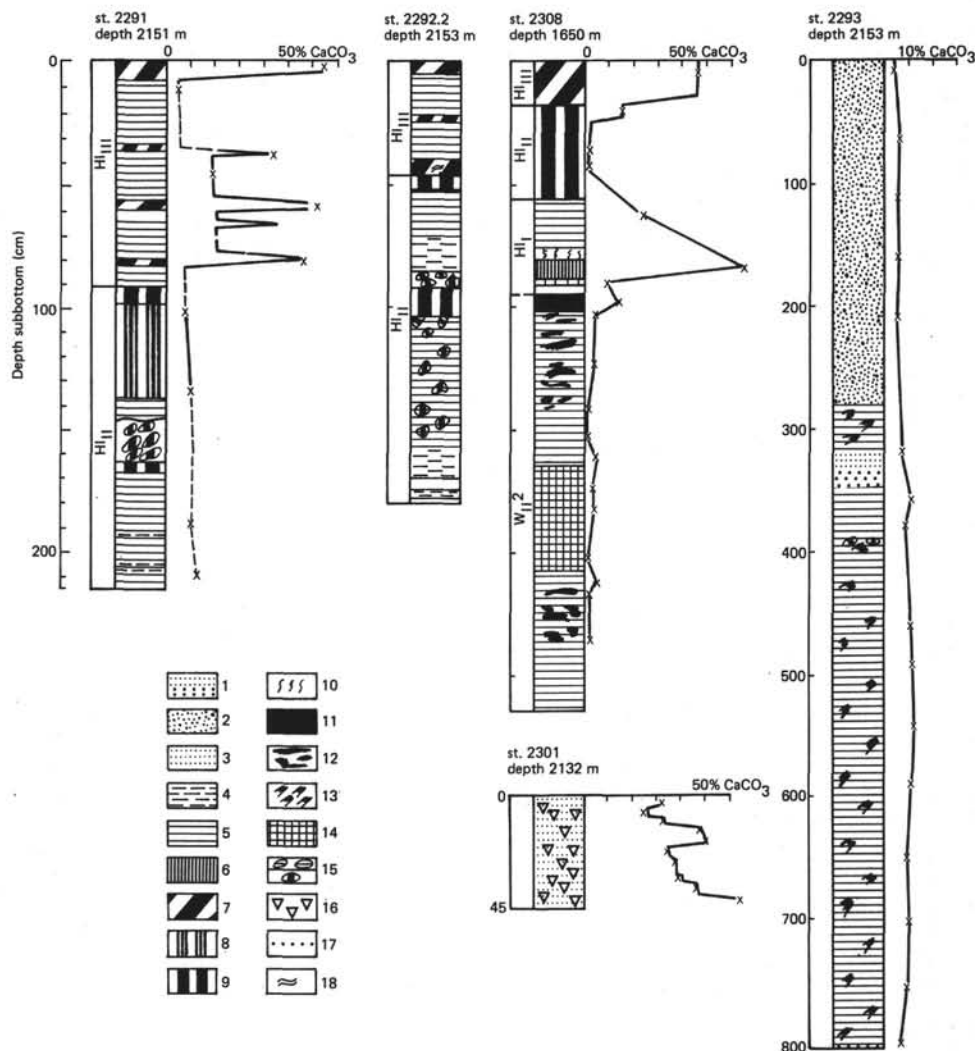 st. 2291
depth 2151 m
0 50% CaCO3
st. 2292.2
depth 2153 m
st. 2308
depth 1650 m
0 50% CaCO3
st. 2293
depth 2153 m
10% CaCO3
0
100
200
Depth subbottom (cm)
HI III
HI II
HI III
HI II
HI III
HI II
HI I
W II 2
0
100
200
300
400
500
600
700
800
st. 2301
depth 2132 m
50% CaCO3
0
45
1
2
3
4
5
6
7
8
9
10
11
12
13
14
15
16
17
18